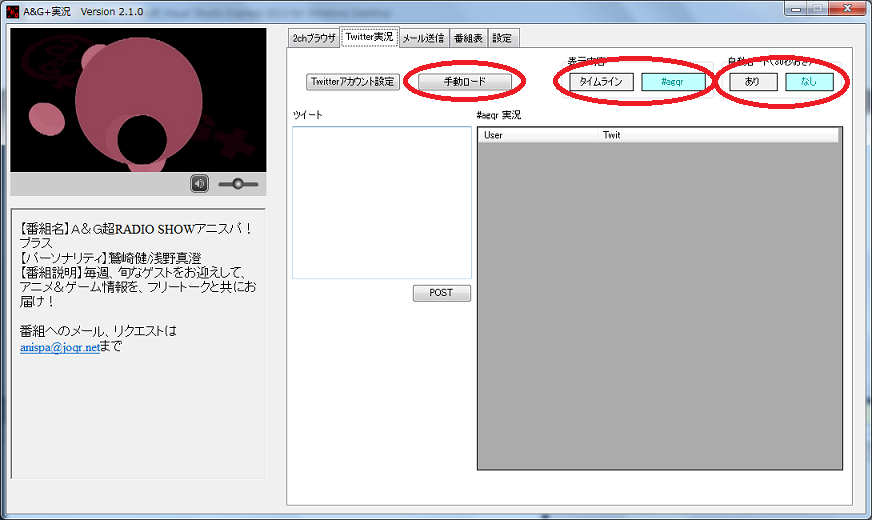 A&G+実況 Version 2.1.0
2chブラウザ
Twitter実況
メール送信
番組表
設定
Twitterアカウント設定
手動ロード
表示内容
タイムライン
#agqr
自動ロード(30秒おき)
あり
なし
ツイート
#agqr 実況
User
Twit
POST
【番組名】A&G超RADIO SHOWアニスパ！
プラス
【パーソナリティ】鷲崎健/浅野真澄
【番組説明】毎週、旬なゲストをお迎えして、
アニメ＆ゲーム情報を、フリートークと共にお
届け！
番組へのメール、リクエストは
anispa@joqr.netまで